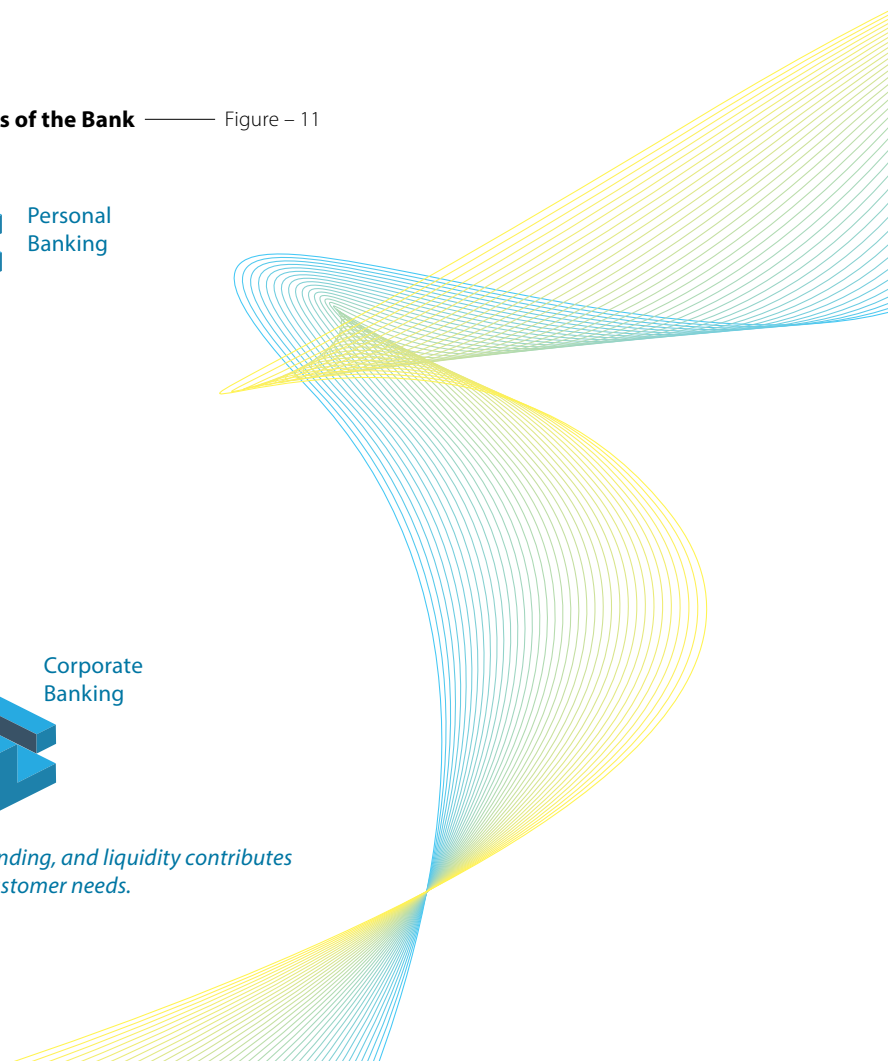 s of the Bank Figure – 11
Personal
Banking
Corporate
Banking
nding, and liquidity contributes
stomer needs.